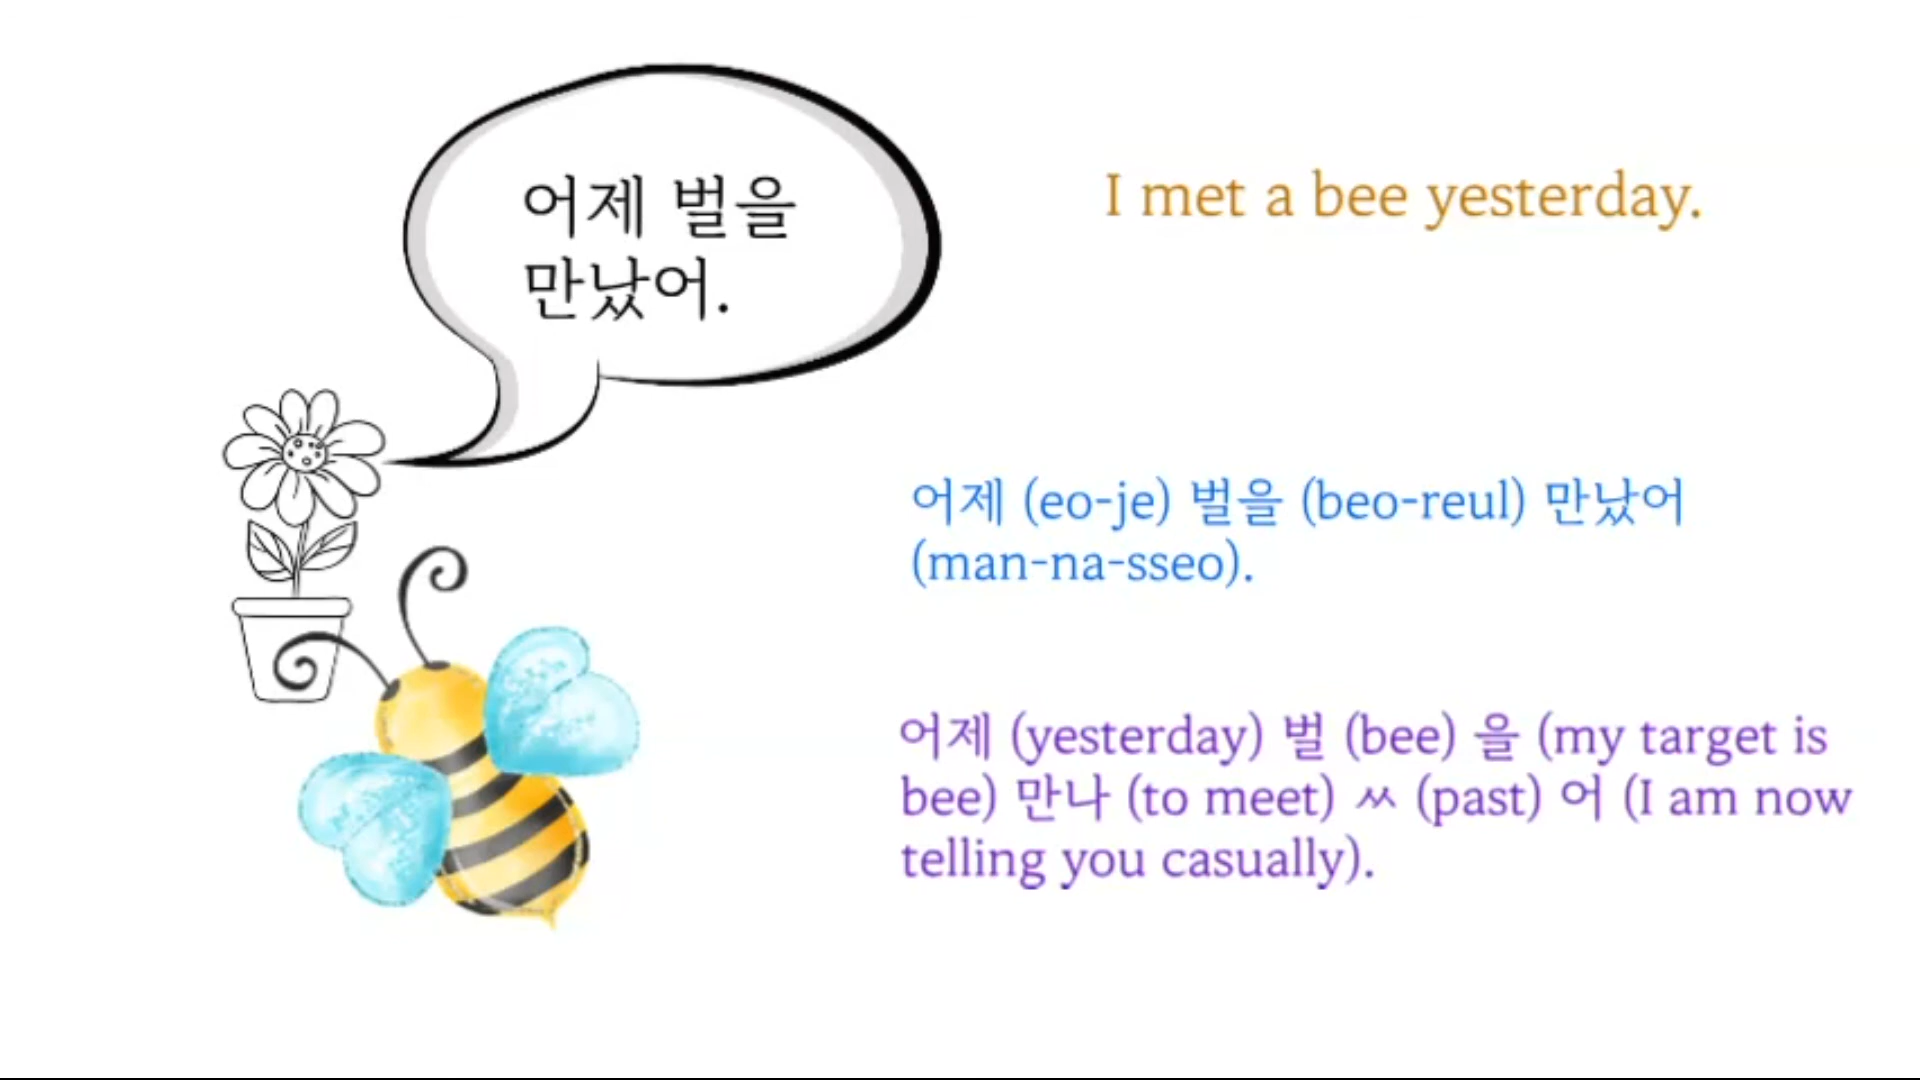 어제 벌을
만났어.
I met a bee yesterday.
어제 (eo-je) 벌을 (beo-reul) 만났어
(man-na-sseo).
어제 (yesterday) 벌 (bee) 을 (my target is
bee) 만나 (to meet) ㅆ (past) 어 (I am now
telling you casually).